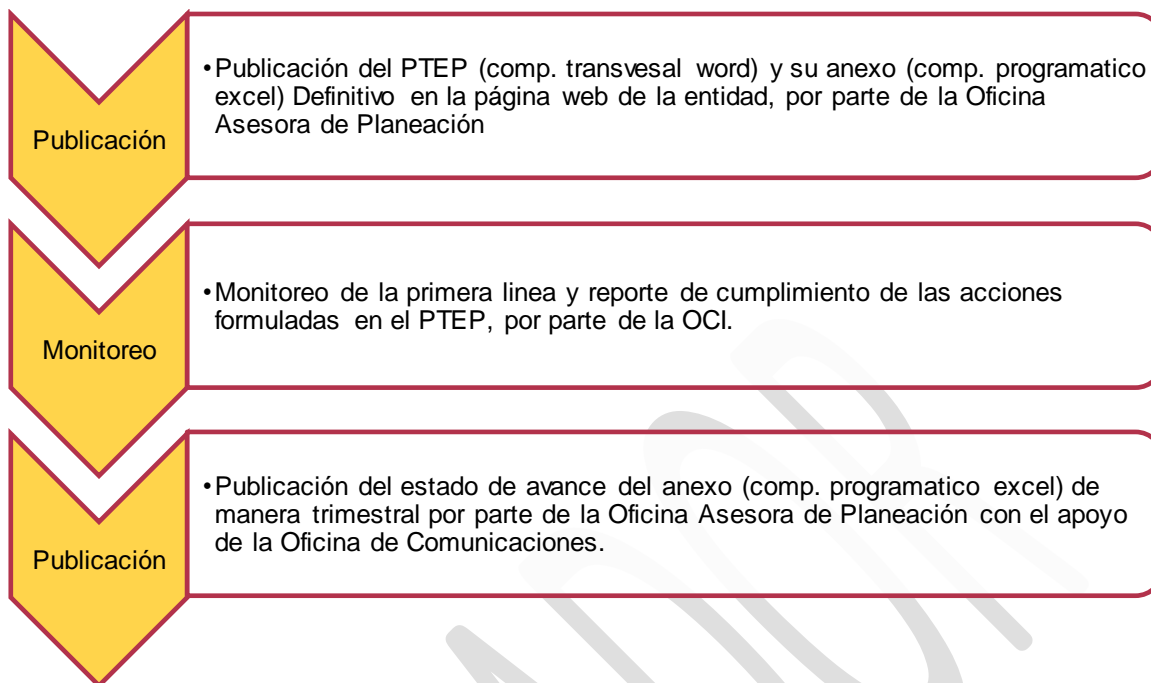 Publicación
•Publicación del PTEP (comp. transvesal word) y su anexo (comp. programatico
excel) Definitivo en la página web de la entidad, por parte de la Oficina
Asesora de Planeación
Monitoreo
•Monitoreo de la primera linea y reporte de cumplimiento de las acciones
formuladas en el PTEP, por parte de la OCI.
Publicación
•Publicación del estado de avance del anexo (comp. programatico excel) de
manera trimestral por parte de la Oficina Asesora de Planeación con el apoyo
de la Oficina de Comunicaciones.